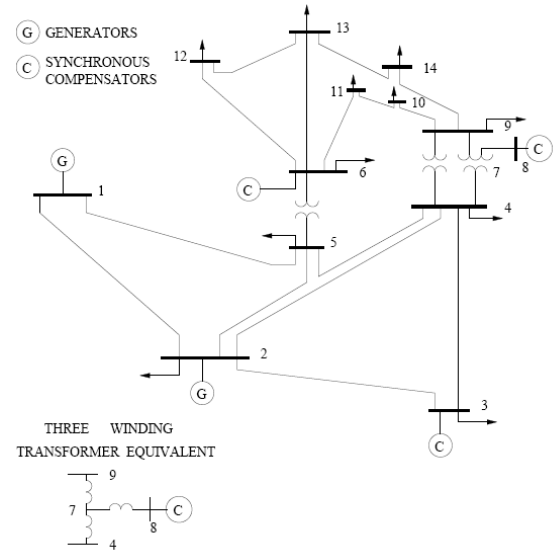 G GENERATORS
C SYNCHRONOUS
COMPENSATORS
13
12
14
11
10
9
C
G
6
7
8
C
1
4
5
2
G
3
C
THREE WINDING
TRANSFORMER EQUIVALENT
9
7
C
8
4